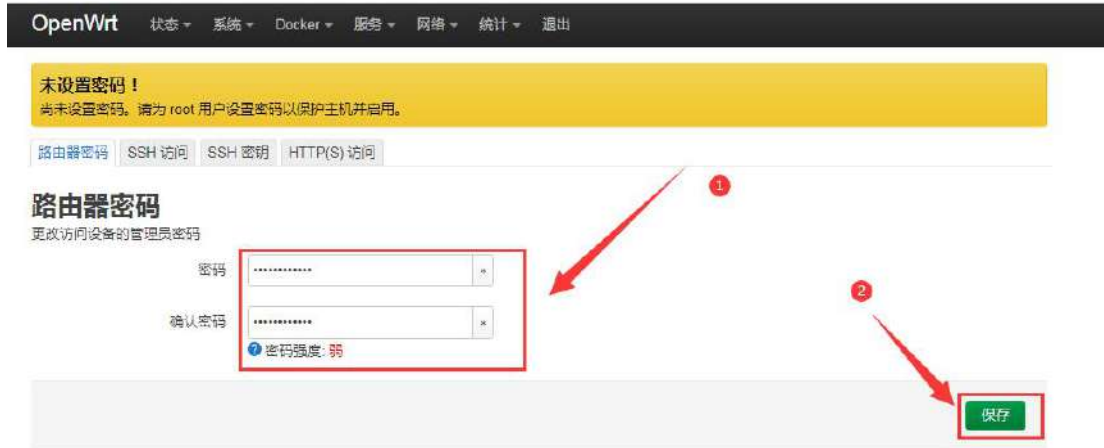 OpenWrt 状态 系统 Docker 服务 网络 统计 退出
未设置密码！
尚未设置密码。请为 root 用户设置密码以保护主机并启用。
路由器密码 SSH 访问 SSH 密钥 HTTP(S) 访问
1
路由器密码
更改访问设备的管理员密码
密码 ············ *
2
确认密码 ············ *
? 密码强度: 弱
保存